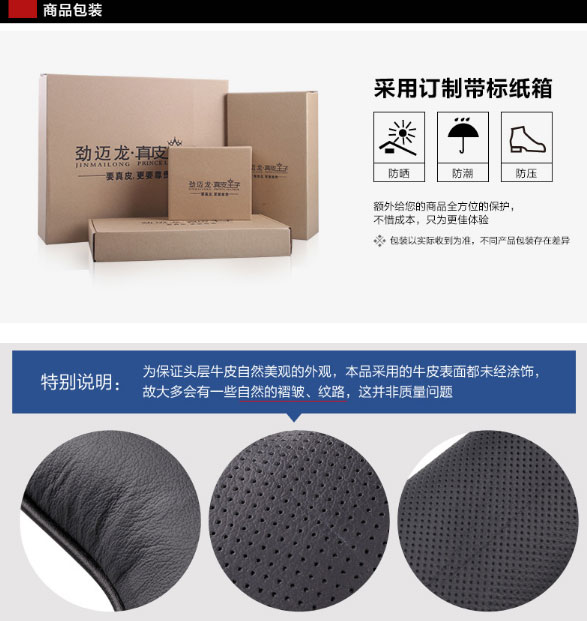 商品包装
劲迈龙·真皮
JINMAILONG PRINCE
要真皮,更要尊贵
真皮王子
采用订制带标纸箱
防晒
防潮
防压
额外给您的商品全方位的保护，
不惜成本，只为更佳体验
包装以实际收到为准，不同产品包装存在差异
特别说明：
为保证头层牛皮自然美观的外观，本品采用的牛皮表面都未经涂饰，
故大多会有一些自然的褶皱、纹路，这并非质量问题